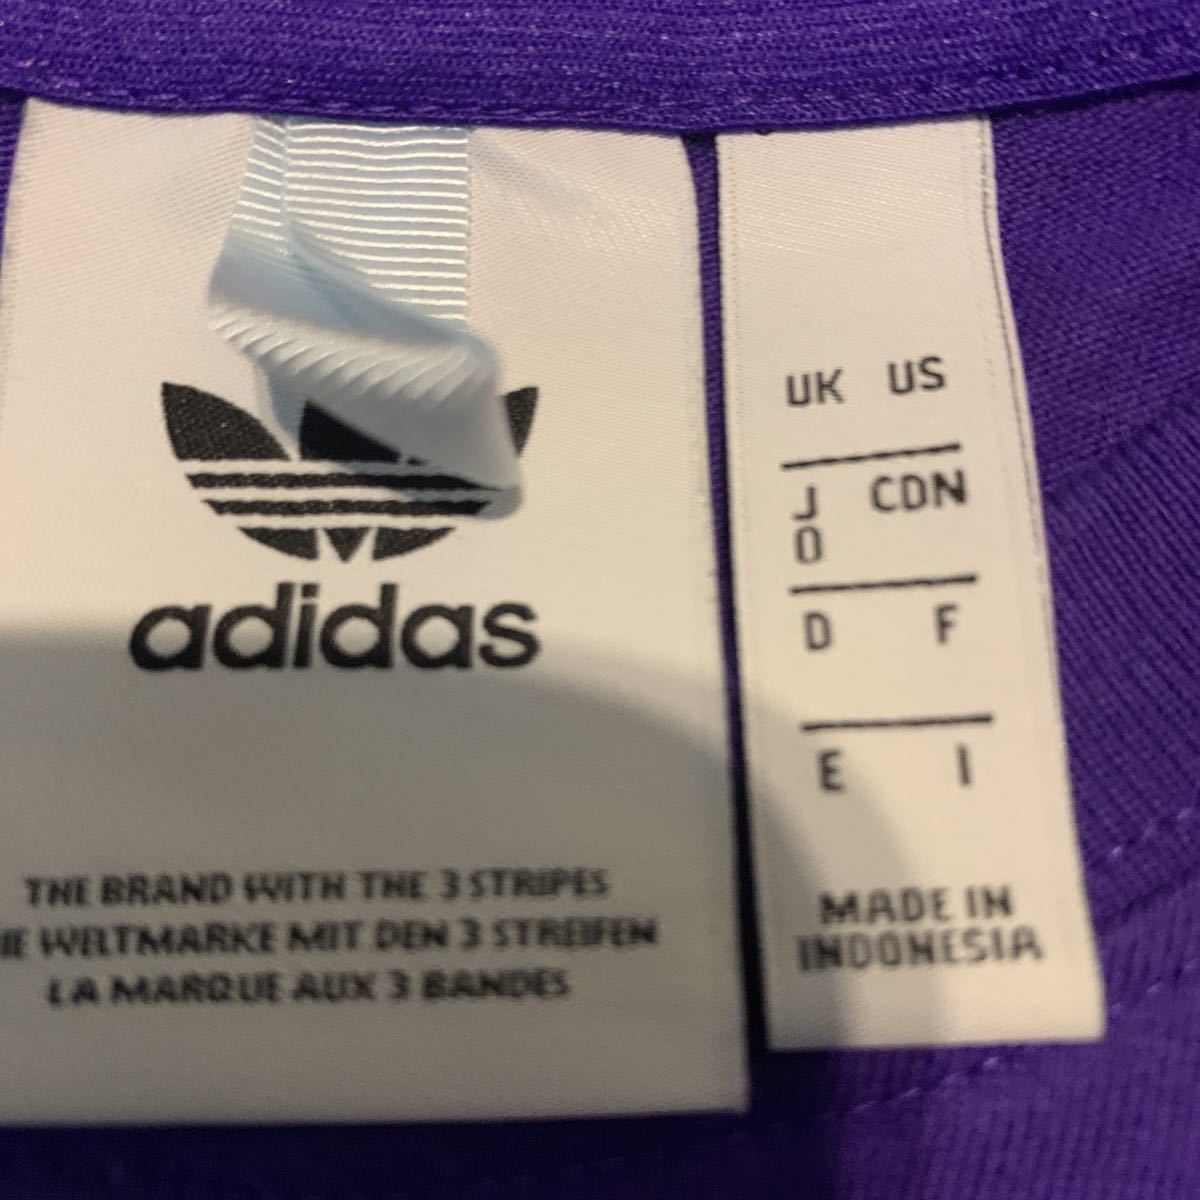 adidas
THE BRAND WITH THE 3 STRIPES
IE WELTMARKE MIT DEN 3 STREIFEN
LA MARQUE AUX 3 BANDES
UK US
J CDN
O
D F
E I
MADE IN
INDONESIA